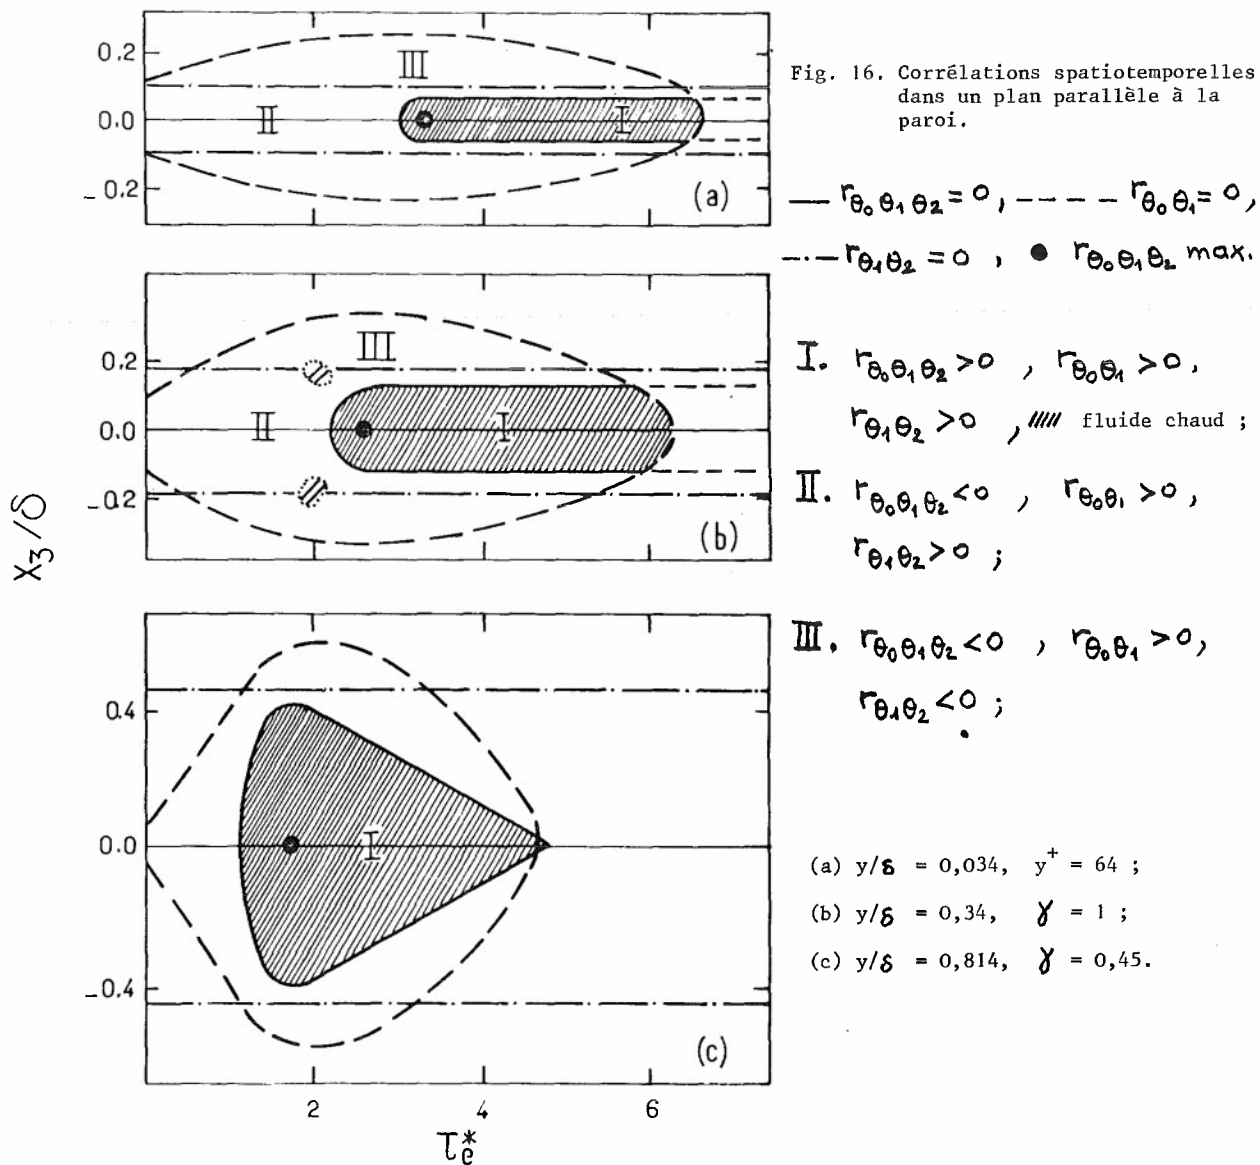 0.2
III
0.0
II
I
-0.2
(a)
0.2
III
0.0
II
I
-0.2
(b)
X3/δ
0.4
0.0
I
-0.4
(c)
2 4 6
τe*
Fig. 16. Corrélations spatiotemporelles
dans un plan parallèle à la
paroi.
— rθ₀θ₁θ₂ = 0, ---- rθ₀θ₁ = 0,
—·— rθ₁θ₂ = 0 , ● rθ₀θ₁θ₂ max.
I. rθ₀θ₁θ₂ > 0 , rθ₀θ₁ > 0,
rθ₁θ₂ > 0 , ///// fluide chaud ;
II. rθ₀θ₁θ₂ < 0 , rθ₀θ₁ > 0,
rθ₁θ₂ > 0 ;
III. rθ₀θ₁θ₂ < 0 , rθ₀θ₁ > 0,
rθ₁θ₂ < 0 ;
(a) y/δ = 0,034, y⁺ = 64 ;
(b) y/δ = 0,34, γ = 1 ;
(c) y/δ = 0,814, γ = 0,45.